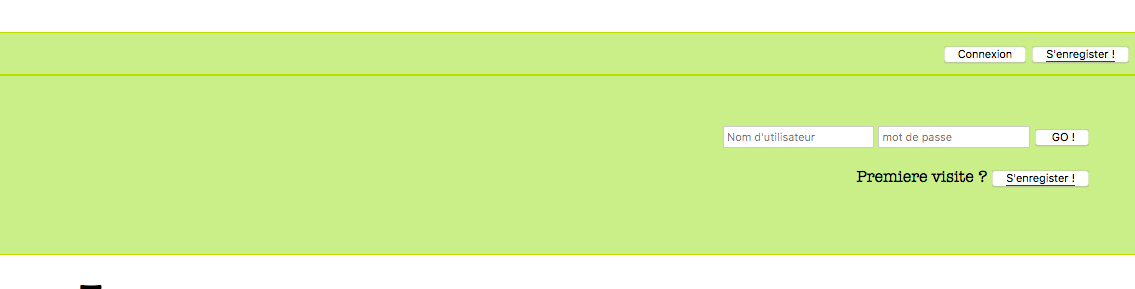 Connexion S'enregister !
Nom d'utilisateur mot de passe GO !
Premiere visite ? S'enregister !